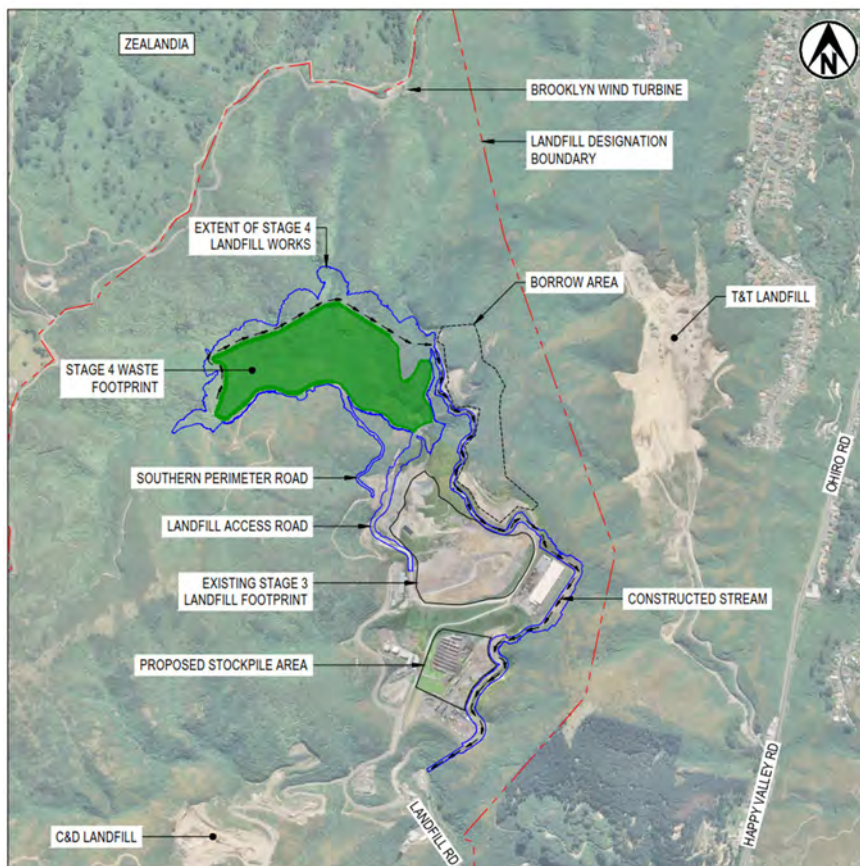 ZEALANDIA
N
BROOKLYN WIND TURBINE
LANDFILL DESIGNATION
BOUNDARY
EXTENT OF STAGE 4
LANDFILL WORKS
BORROW AREA
T&T LANDFILL
STAGE 4 WASTE
FOOTPRINT
OHIRO RD
SOUTHERN PERIMETER ROAD
LANDFILL ACCESS ROAD
EXISTING STAGE 3
LANDFILL FOOTPRINT
CONSTRUCTED STREAM
PROPOSED STOCKPILE AREA
HAPPY VALLEY RD
LANDFILL RD
C&D LANDFILL